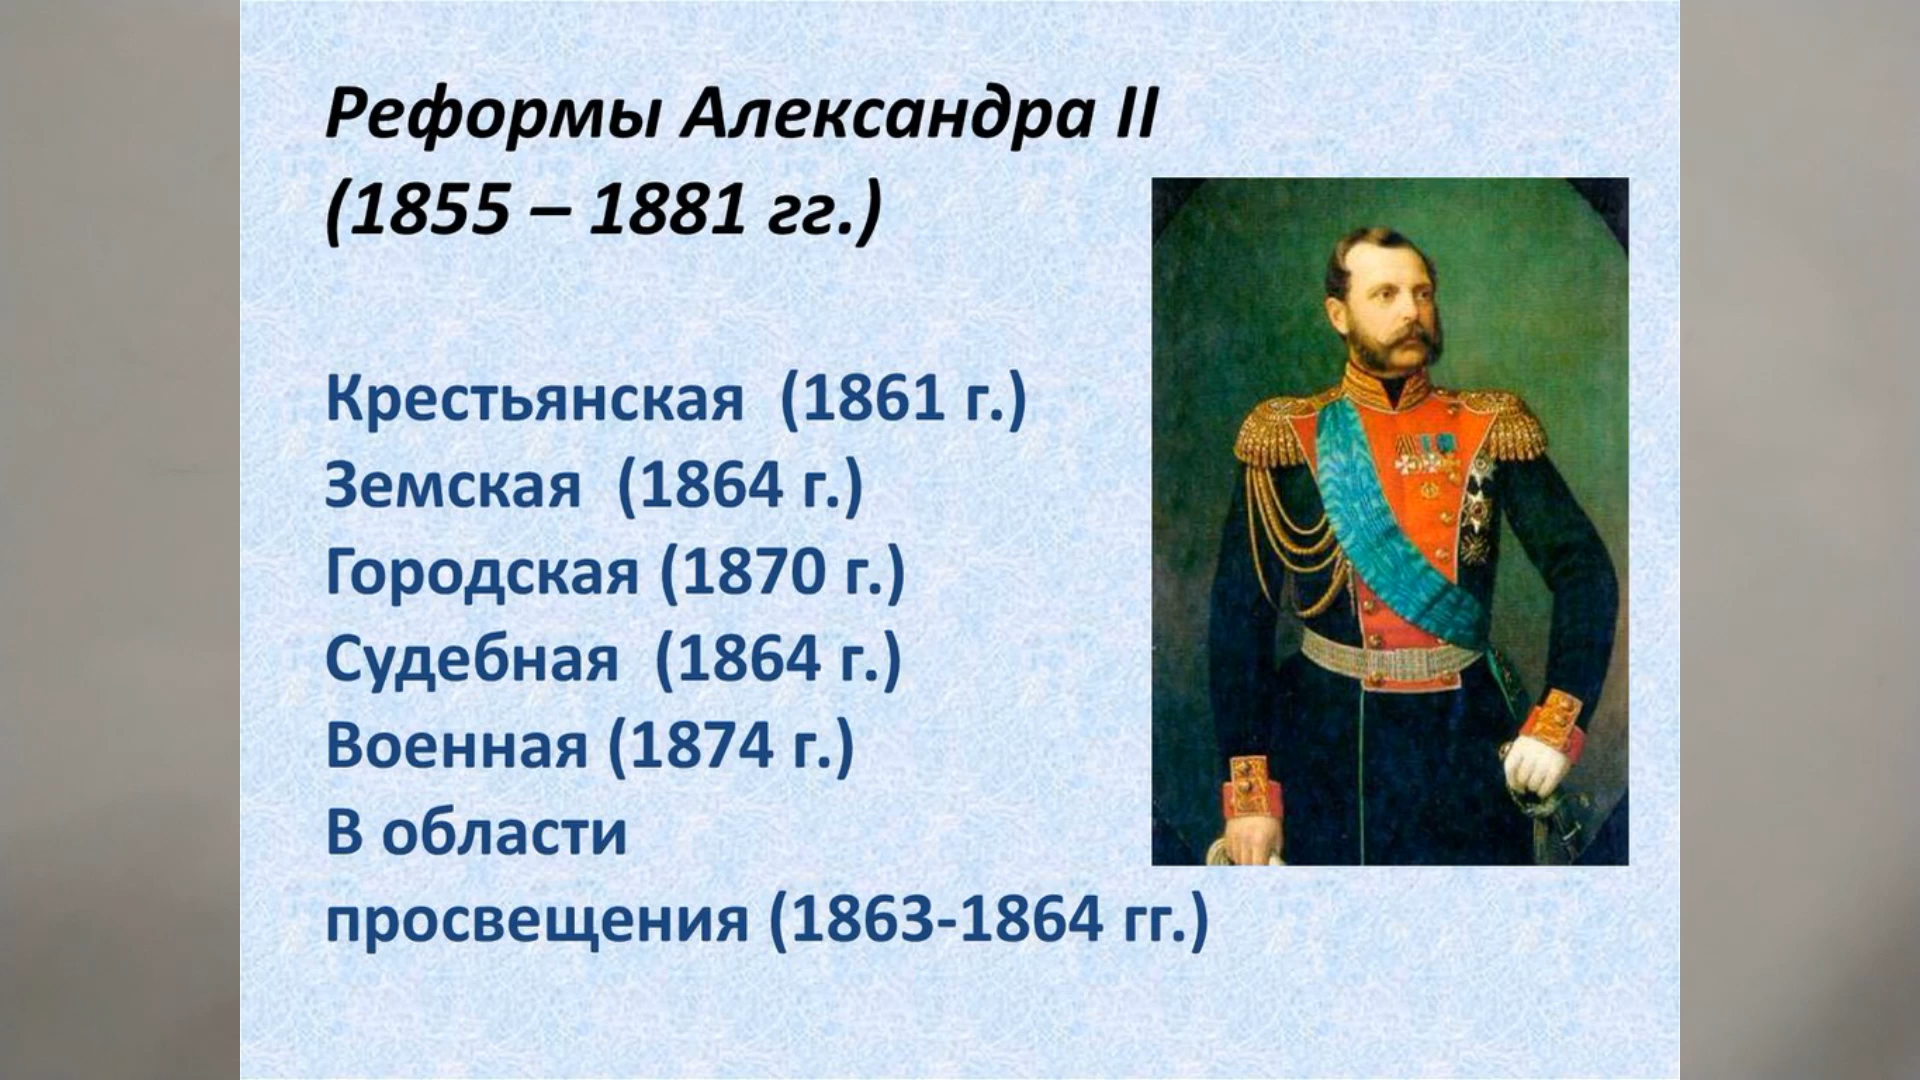 Реформы Александра II
(1855 – 1881 гг.)
Крестьянская (1861 г.)
Земская (1864 г.)
Городская (1870 г.)
Судебная (1864 г.)
Военная (1874 г.)
В области
просвещения (1863-1864 гг.)